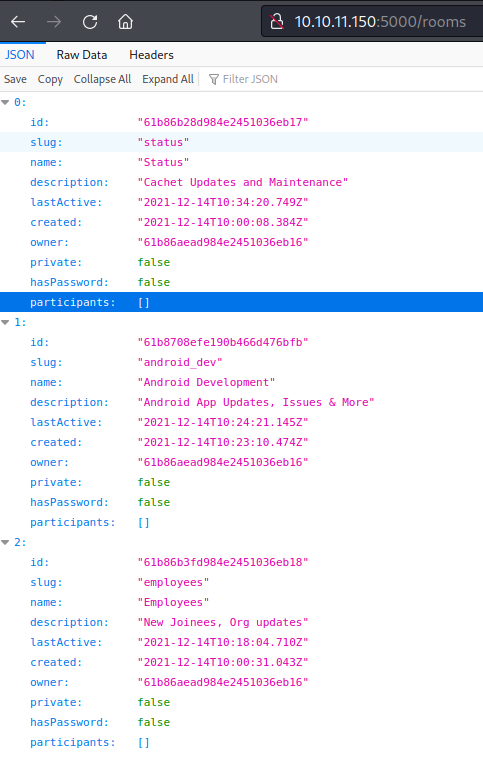 10.10.11.150:5000/rooms
JSON Raw Data Headers
Save Copy Collapse All Expand All Filter JSON
0:
id: "61b86b28d984e2451036eb17"
slug: "status"
name: "Status"
description: "Cachet Updates and Maintenance"
lastActive: "2021-12-14T10:34:20.749Z"
created: "2021-12-14T10:00:08.384Z"
owner: "61b86aead984e2451036eb16"
private: false
hasPassword: false
participants: []
1:
id: "61b8708efe190b466d476bfb"
slug: "android_dev"
name: "Android Development"
description: "Android App Updates, Issues & More"
lastActive: "2021-12-14T10:24:21.145Z"
created: "2021-12-14T10:23:10.474Z"
owner: "61b86aead984e2451036eb16"
private: false
hasPassword: false
participants: []
2:
id: "61b86b3fd984e2451036eb18"
slug: "employees"
name: "Employees"
description: "New Joinees, Org updates"
lastActive: "2021-12-14T10:18:04.710Z"
created: "2021-12-14T10:00:31.043Z"
owner: "61b86aead984e2451036eb16"
private: false
hasPassword: false
participants: []